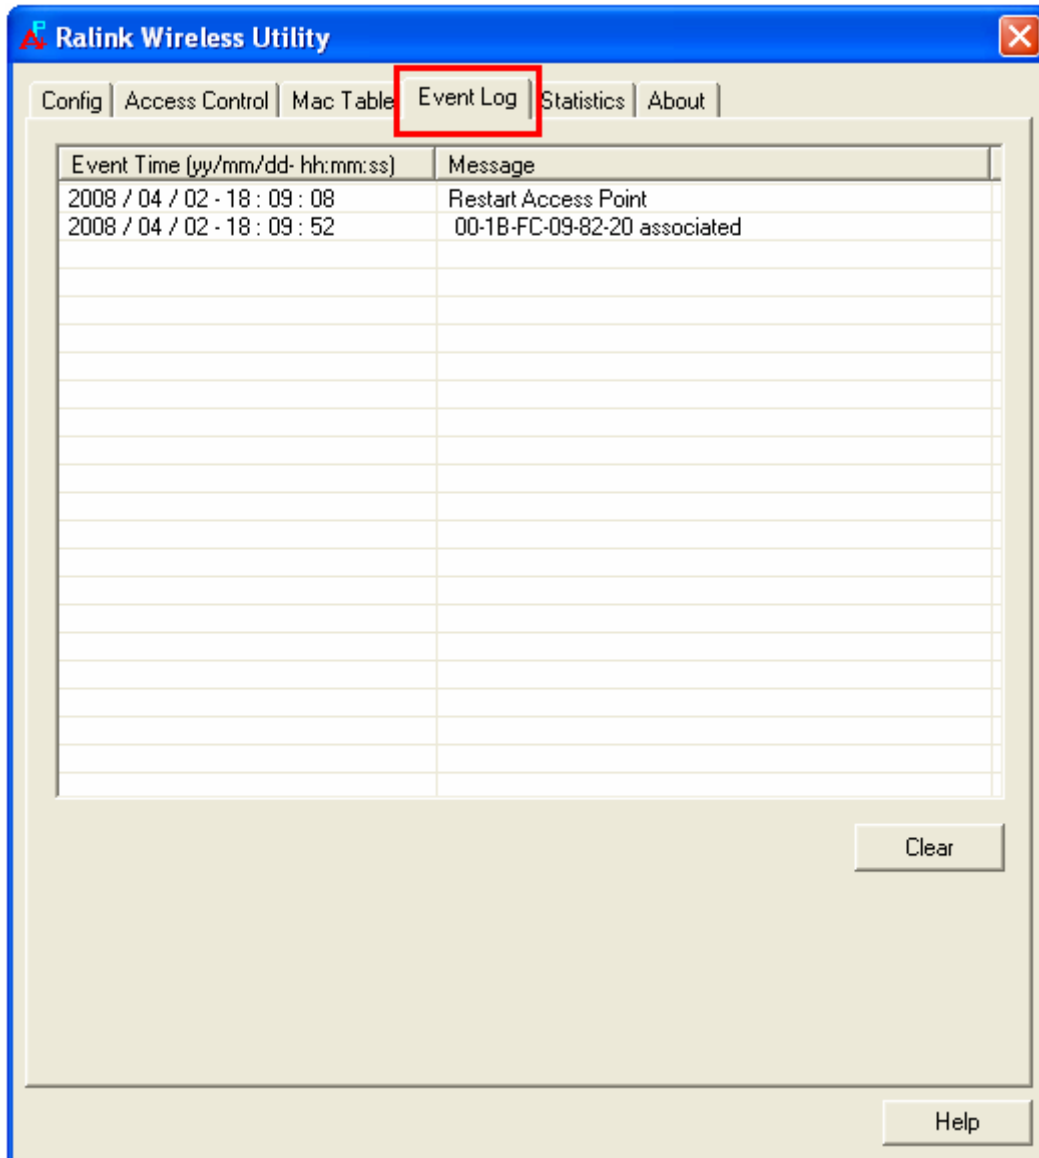 Ralink Wireless Utility
Config Access Control Mac Table Event Log Statistics About
Event Time (yy/mm/dd- hh:mm:ss) Message
2008 / 04 / 02 - 18 : 09 : 08 Restart Access Point
2008 / 04 / 02 - 18 : 09 : 52 00-1B-FC-09-82-20 associated
Clear
Help